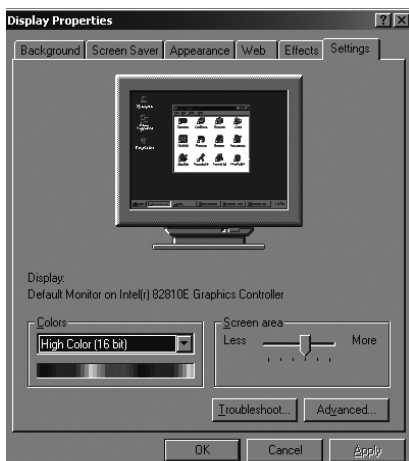 Display Properties
Background Screen Saver Appearance Web Effects Settings
Display:
Default Monitor on Intel(r) 82810E Graphics Controller
Colors
High Color (16 bit)
Screen area
Less More
Troubleshoot... Advanced...
OK Cancel Apply